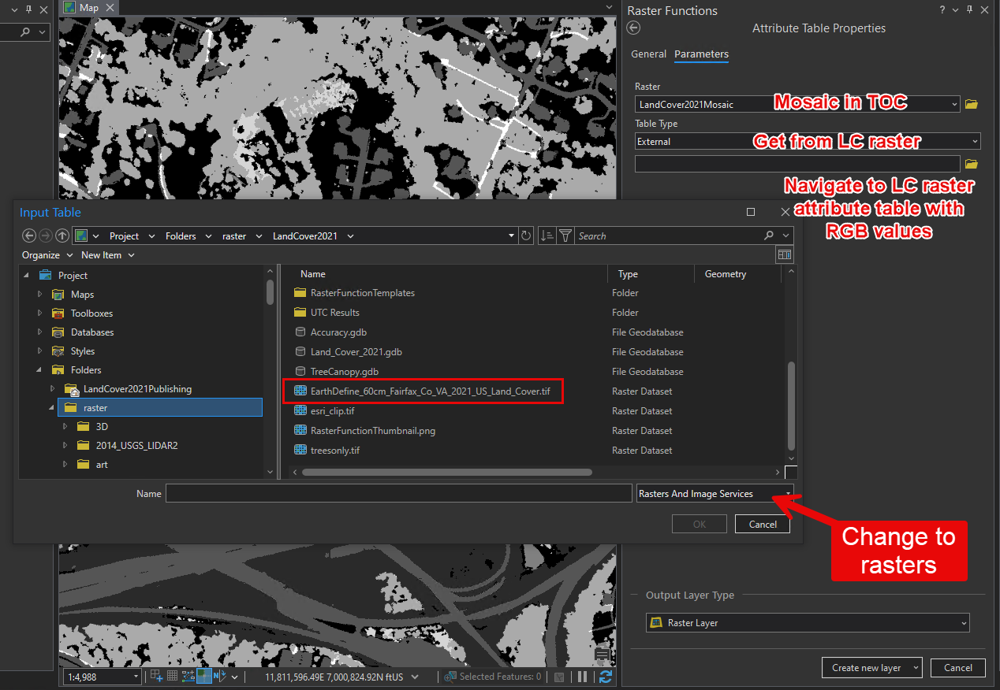 Map
Raster Functions
Attribute Table Properties
General Parameters
Raster
LandCover2021Mosaic
Mosaic in TOC
Table Type
External
Get from LC raster
Navigate to LC raster
attribute table with
RGB values
Input Table
Project Folders raster LandCover2021
Search
Organize New Item
Project
Maps
Toolboxes
Databases
Styles
Folders
LandCover2021Publishing
raster
3D
2014_USGS_LIDAR2
art
Name Type Geometry
RasterFunctionTemplates Folder
UTC Results Folder
Accuracy.gdb File Geodatabase
Land_Cover_2021.gdb File Geodatabase
TreeCanopy.gdb File Geodatabase
EarthDefine_60cm_Fairfax_Co_VA_2021_US_Land_Cover.tif Raster Dataset
esri_clip.tif Raster Dataset
RasterFunctionThumbnail.png Raster Dataset
treesonly.tif Raster Dataset
Name
Rasters And Image Services
OK Cancel
Change to
rasters
Output Layer Type
Raster Layer
Create new layer Cancel
1:4,988
11,811,596.49E 7,000,824.92N ftUS
Selected Features: 0